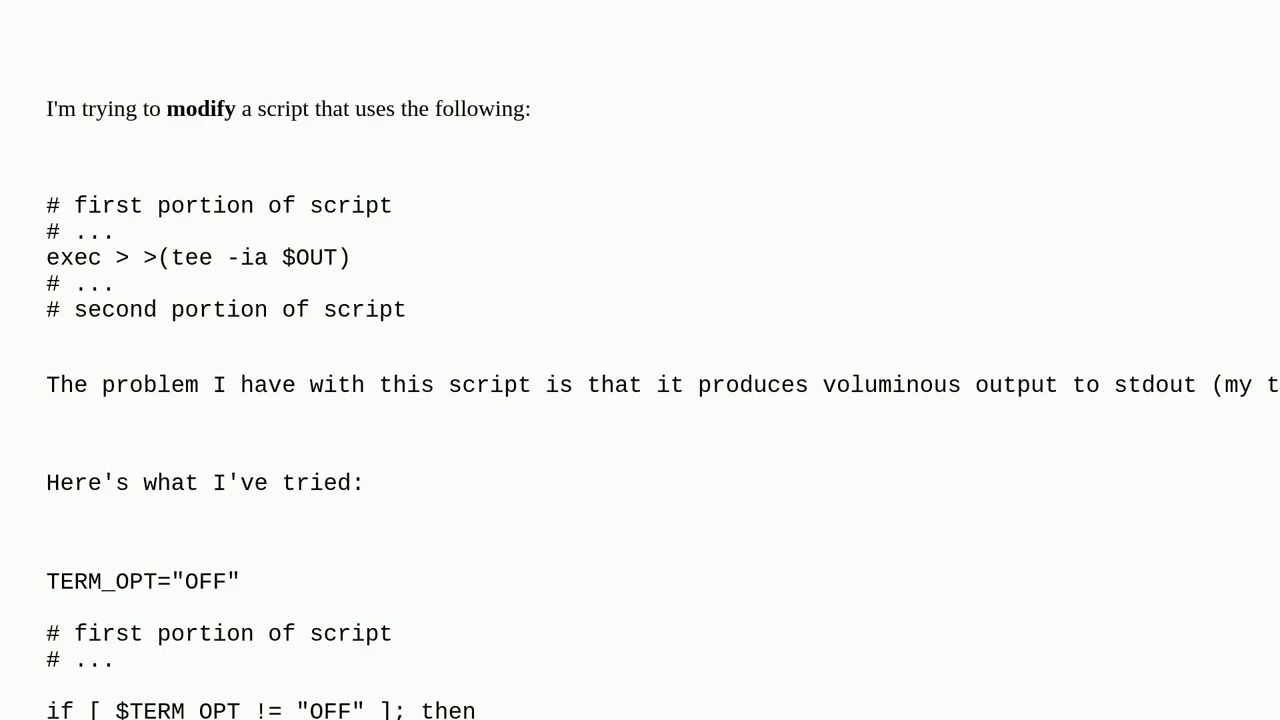 I'm trying to modify a script that uses the following:
# first portion of script
# ...
exec > >(tee -ia $OUT)
# ...
# second portion of script
The problem I have with this script is that it produces voluminous output to stdout (my t
Here's what I've tried:
TERM_OPT="OFF"
# first portion of script
# ...
if [ $TERM_OPT != "OFF" ]; then